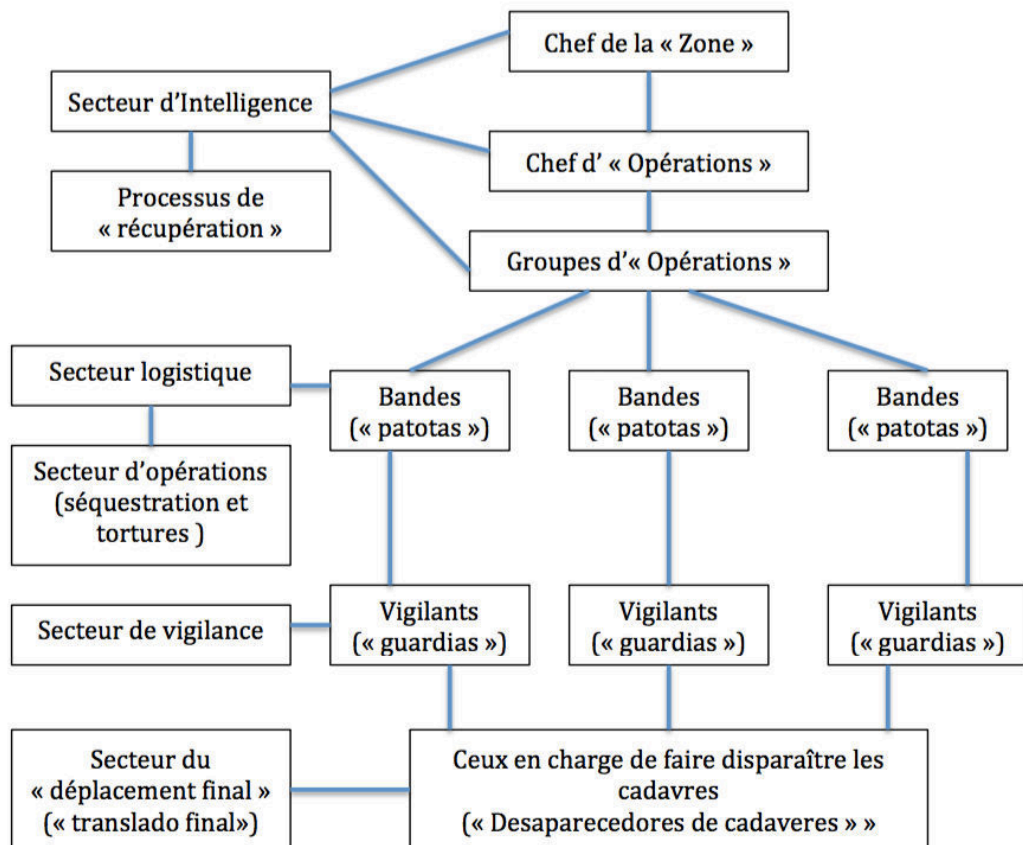 Chef de la « Zone »
Secteur d’Intelligence
Chef d’ « Opérations »
Processus de
« récupération »
Groupes d’« Opérations »
Secteur logistique
Bandes
(« patotas »)
Bandes
(« patotas »)
Bandes
(« patotas »)
Secteur d’opérations
(séquestration et
tortures )
Secteur de vigilance
Vigilants
(« guardias »)
Vigilants
(« guardias »)
Vigilants
(« guardias »)
Secteur du
« déplacement final »
(« translado final»)
Ceux en charge de faire disparaître les
cadavres
(« Desaparecedores de cadaveres » »